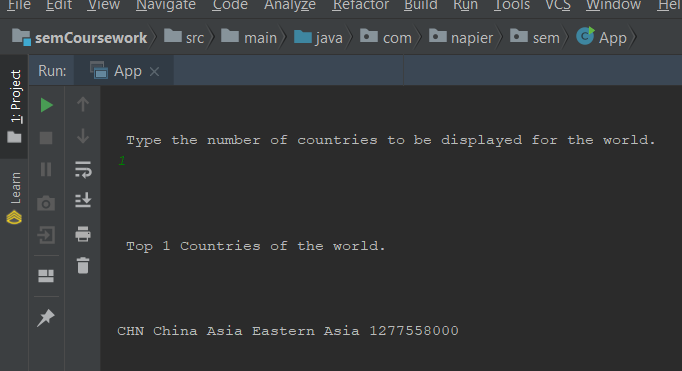 File Edit View Navigate Code Analyze Refactor Build Run Tools VCS Window Hel
semCoursework src main java com napier sem App
Run: App
1: Project
Learn
Type the number of countries to be displayed for the world.
1
Top 1 Countries of the world.
CHN China Asia Eastern Asia 1277558000